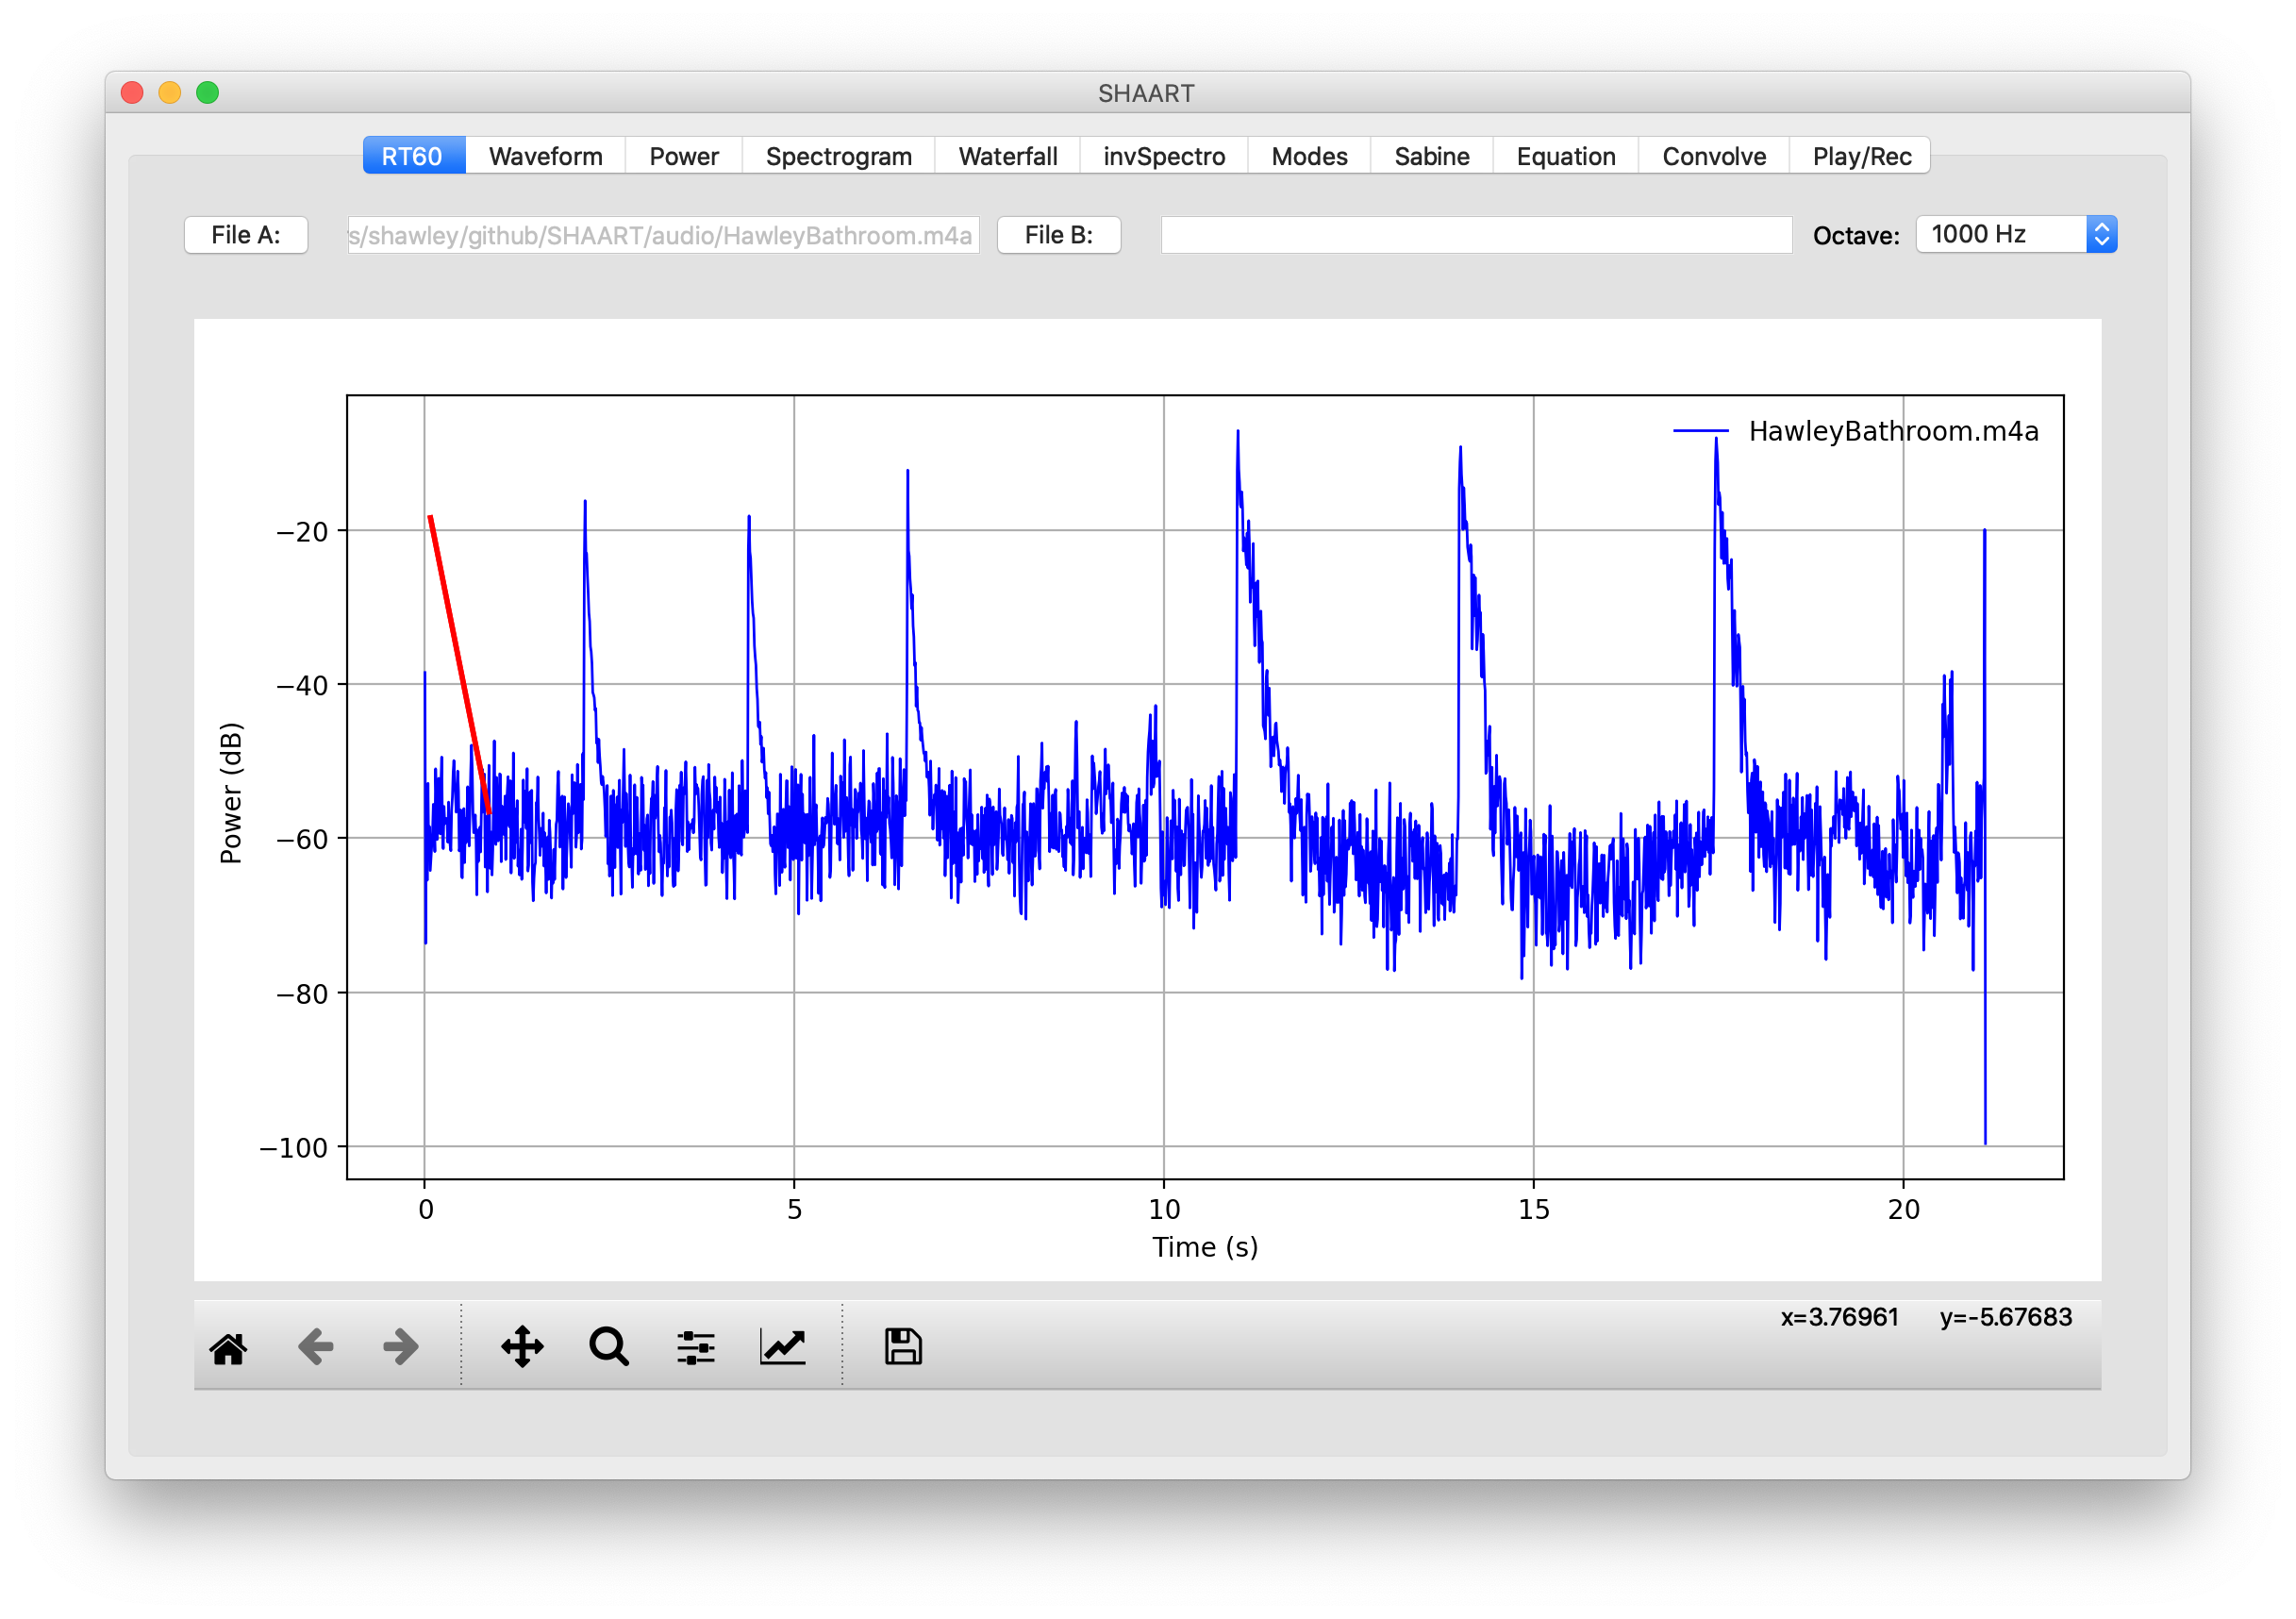 SHAART
RT60 Waveform Power Spectrogram Waterfall invSpectro Modes Sabine Equation Convolve Play/Rec
File A: s/shawley/github/SHAART/audio/HawleyBathroom.m4a File B: Octave: 1000 Hz
HawleyBathroom.m4a
−20
−40
−60
−80
−100
Power (dB)
0 5 10 15 20
Time (s)
x=3.76961 y=-5.67683